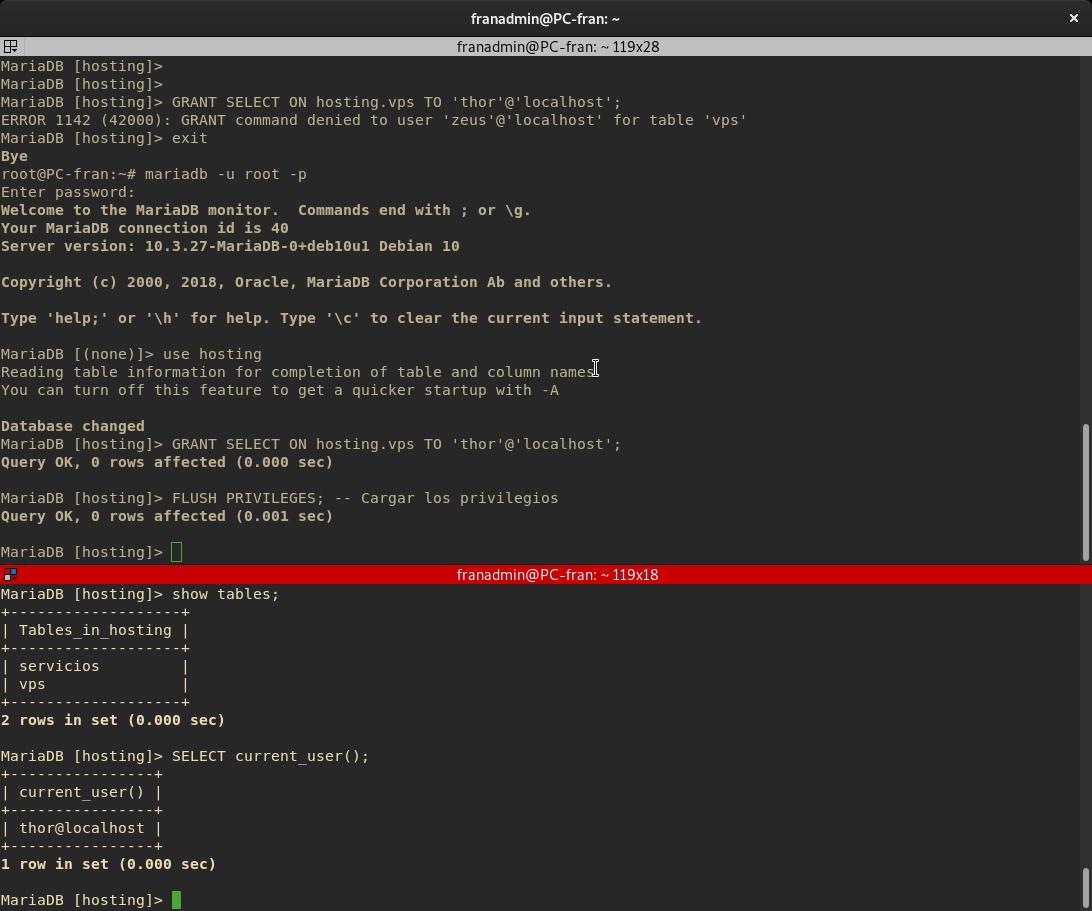 franadmin@PC-fran: ~
franadmin@PC-fran: ~ 119x28
MariaDB [hosting]>
MariaDB [hosting]>
MariaDB [hosting]> GRANT SELECT ON hosting.vps TO 'thor'@'localhost';
ERROR 1142 (42000): GRANT command denied to user 'zeus'@'localhost' for table 'vps'
MariaDB [hosting]> exit
Bye
root@PC-fran:~# mariadb -u root -p
Enter password:
Welcome to the MariaDB monitor.  Commands end with ; or \g.
Your MariaDB connection id is 40
Server version: 10.3.27-MariaDB-0+deb10u1 Debian 10

Copyright (c) 2000, 2018, Oracle, MariaDB Corporation Ab and others.

Type 'help;' or '\h' for help. Type '\c' to clear the current input statement.

MariaDB [(none)]> use hosting
Reading table information for completion of table and column names
You can turn off this feature to get a quicker startup with -A

Database changed
MariaDB [hosting]> GRANT SELECT ON hosting.vps TO 'thor'@'localhost';
Query OK, 0 rows affected (0.000 sec)

MariaDB [hosting]> FLUSH PRIVILEGES; -- Cargar los privilegios
Query OK, 0 rows affected (0.001 sec)

MariaDB [hosting]>
franadmin@PC-fran: ~ 119x18
MariaDB [hosting]> show tables;
+-------------------+
| Tables_in_hosting |
+-------------------+
| servicios         |
| vps               |
+-------------------+
2 rows in set (0.000 sec)

MariaDB [hosting]> SELECT current_user();
+----------------+
| current_user() |
+----------------+
| thor@localhost |
+----------------+
1 row in set (0.000 sec)

MariaDB [hosting]>